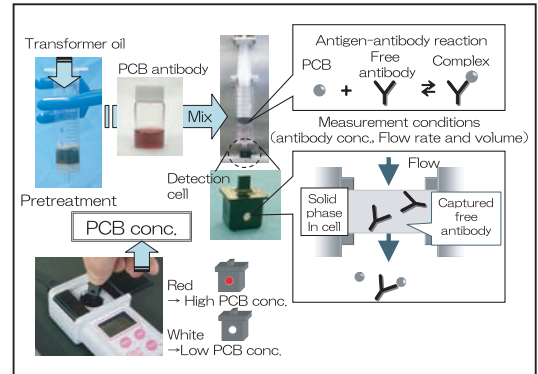 Transformer oil
PCB antibody
Mix
Pretreatment
Antigen-antibody reaction
PCB
+
Free
antibody
⇌
Complex
Measurement conditions
(antibody conc., Flow rate and volume)
Detection
cell
Flow
Solid
phase
In cell
Captured
free
antibody
PCB conc.
Red
→ High PCB conc.
White
→Low PCB conc.